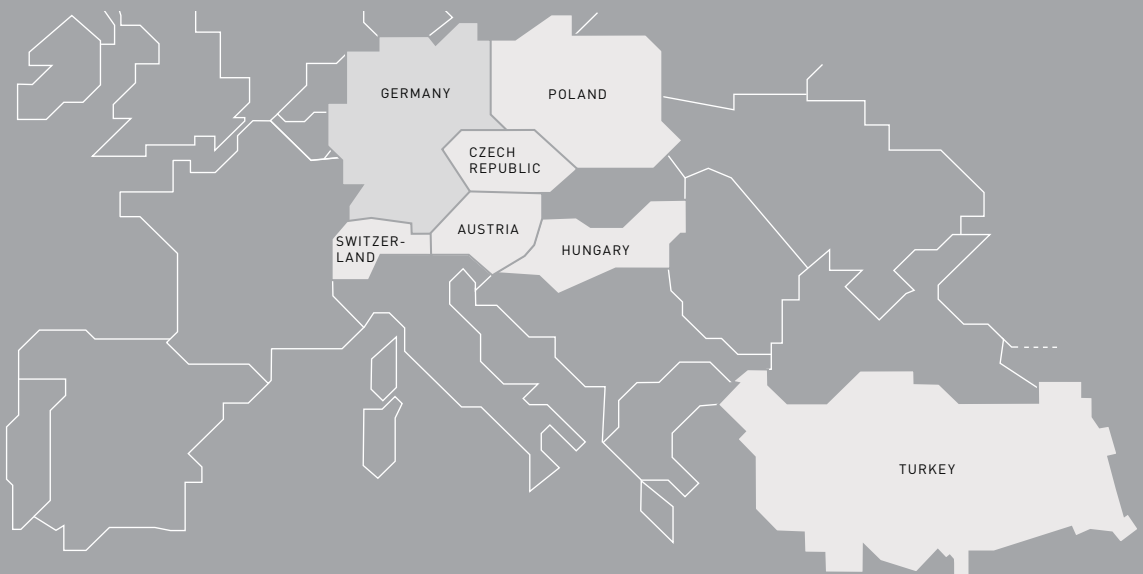 GERMANY
POLAND
CZECH
REPUBLIC
AUSTRIA
SWITZER-
LAND
HUNGARY
TURKEY